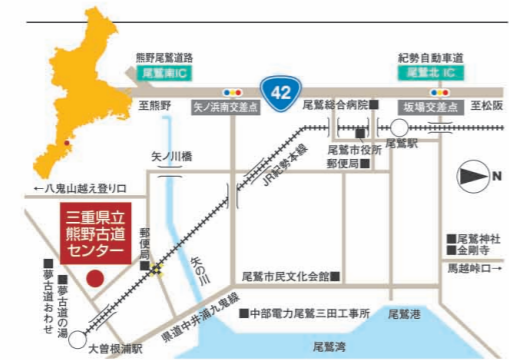 熊野尾鷲道路
尾鷲南IC
紀勢自動車道
尾鷲北 IC
42
至熊野
矢ノ浜南交差点
尾鷲総合病院■
坂場交差点
至松阪
尾鷲駅
尾鷲市役所
郵便局■
矢ノ川橋
JR紀勢本線
N
←八鬼山越え登り口
三重県立
熊野古道
センター
郵便局■
矢の川
■尾鷲神社
■金剛寺
馬越峠口→
■夢古道おわせ
■夢古道の湯
尾鷲市民文化会館■
県道中井浦九鬼線
■中部電力尾鷲三田工事所
尾鷲港
大曽根浦駅
尾鷲湾